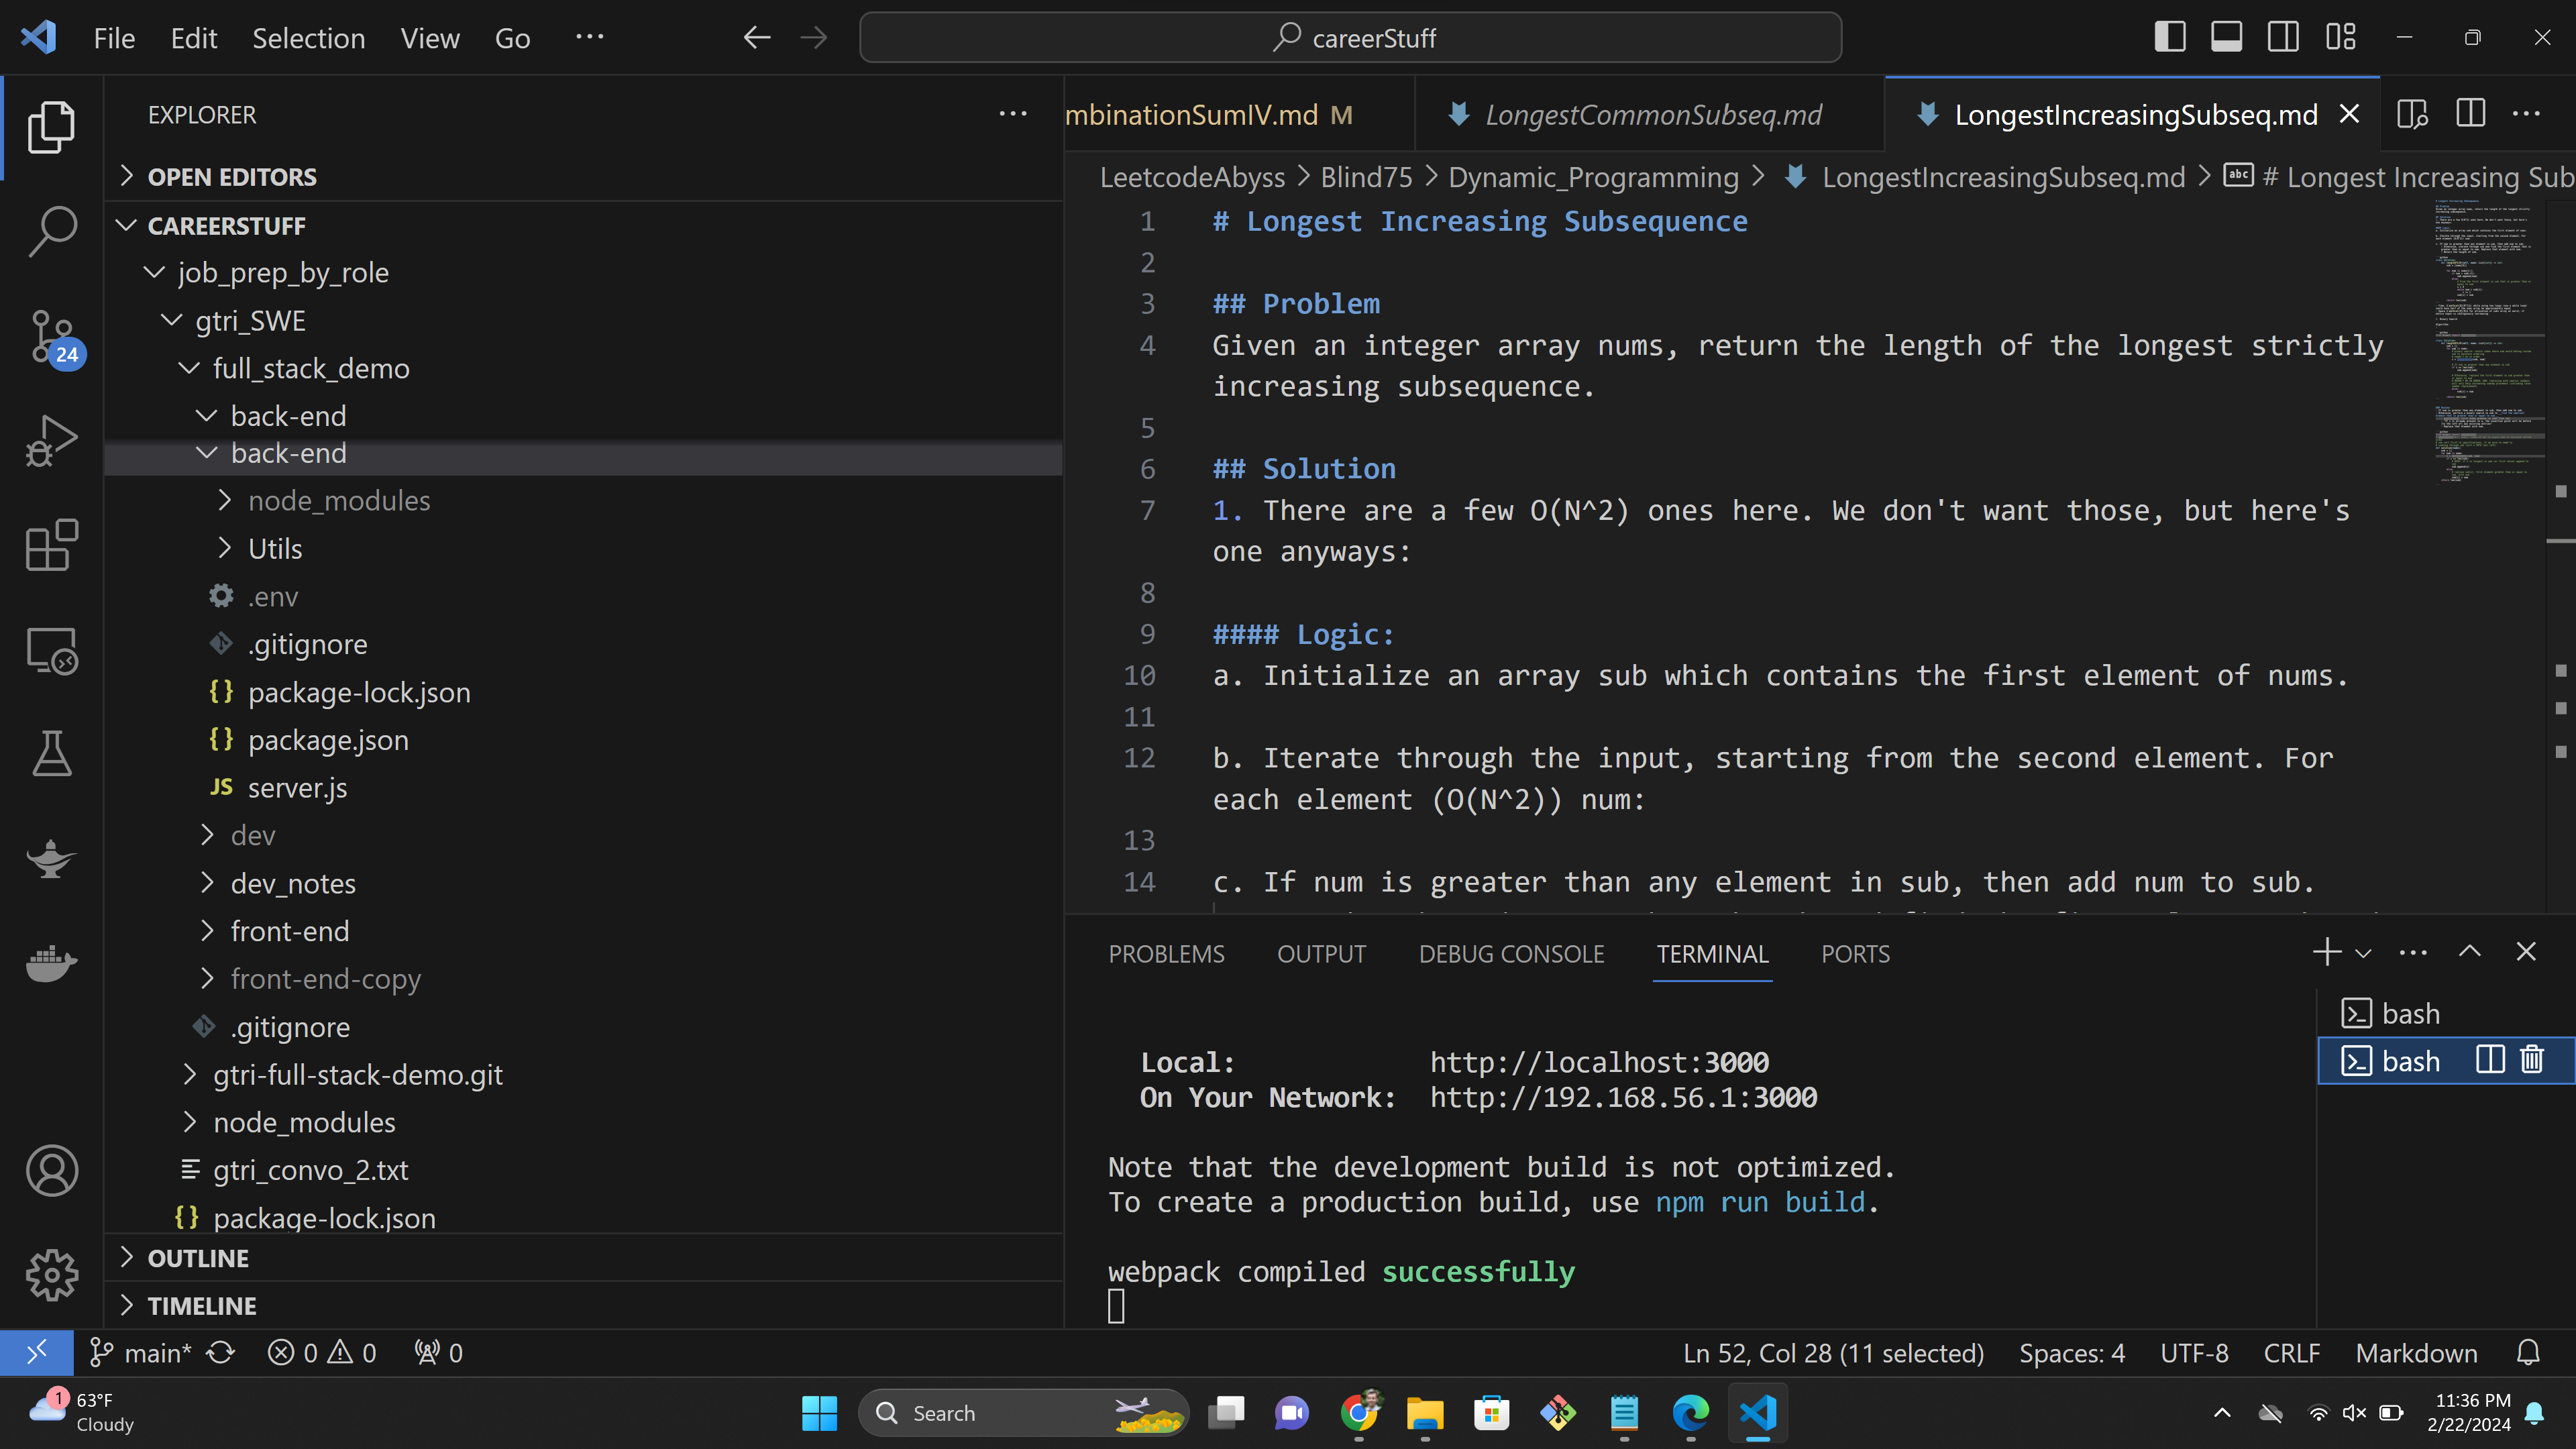 File Edit Selection View Go ···
careerStuff
EXPLORER
OPEN EDITORS
CAREERSTUFF
job_prep_by_role
gtri_SWE
full_stack_demo
back-end
back-end
node_modules
Utils
.env
.gitignore
{} package-lock.json
{} package.json
JS server.js
dev
dev_notes
front-end
front-end-copy
.gitignore
gtri-full-stack-demo.git
node_modules
gtri_convo_2.txt
{} package-lock.json
OUTLINE
TIMELINE
24
mbinationSumIV.md M
LongestCommonSubseq.md
LongestIncreasingSubseq.md
LeetcodeAbyss > Blind75 > Dynamic_Programming > LongestIncreasingSubseq.md > abc # Longest Increasing Sub
1 # Longest Increasing Subsequence
2
3 ## Problem
4 Given an integer array nums, return the length of the longest strictly
increasing subsequence.
5
6 ## Solution
7 1. There are a few O(N^2) ones here. We don't want those, but here's
one anyways:
8
9 #### Logic:
10 a. Initialize an array sub which contains the first element of nums.
11
12 b. Iterate through the input, starting from the second element. For
each element (O(N^2)) num:
13
14 c. If num is greater than any element in sub, then add num to sub.
PROBLEMS OUTPUT DEBUG CONSOLE TERMINAL PORTS
bash
bash
Local: http://localhost:3000
On Your Network: http://192.168.56.1:3000
Note that the development build is not optimized.
To create a production build, use npm run build.
webpack compiled successfully
main* 0 0 0
Ln 52, Col 28 (11 selected) Spaces: 4 UTF-8 CRLF Markdown
1
63°F
Cloudy
Search
11:36 PM
2/22/2024